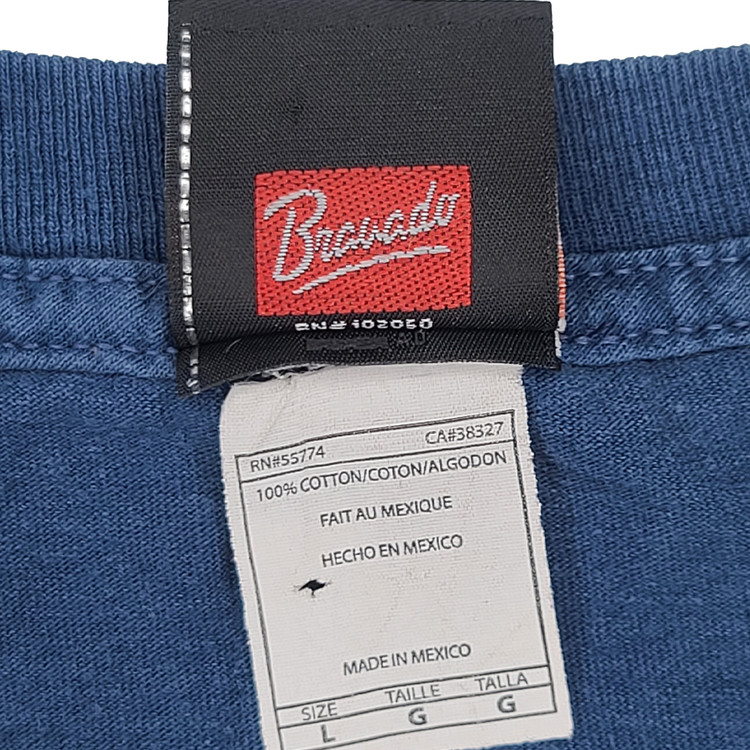 Bravado
RN# 102050
RN#55774 CA#38327
100% COTTON/COTON/ALGODON
FAIT AU MEXIQUE
HECHO EN MEXICO
MADE IN MEXICO
SIZE TAILLE TALLA
L G G